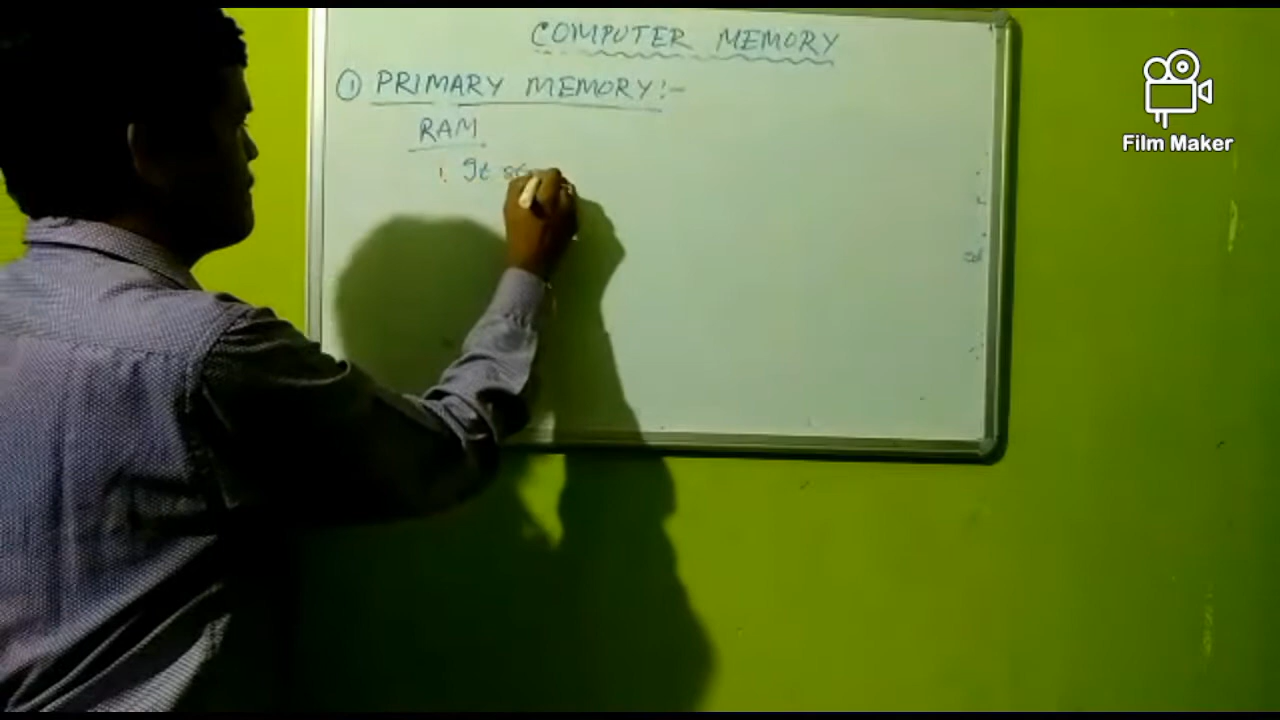 COMPUTER MEMORY
① PRIMARY MEMORY:-
RAM
1. It
Film Maker